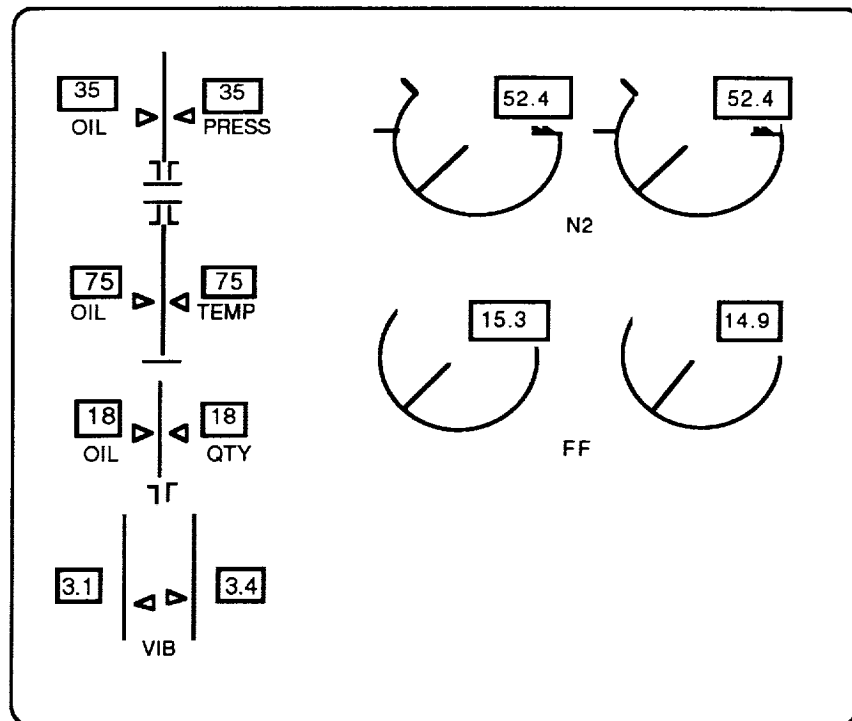 35 35
OIL PRESS
52.4 52.4
N2
75 75
OIL TEMP
15.3 14.9
FF
18 18
OIL QTY
3.1 3.4
VIB